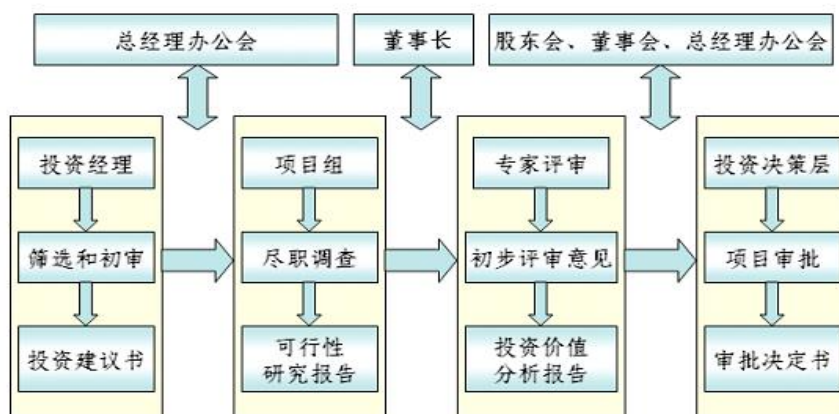 总经理办公会
董事长
股东会、董事会、总经理办公会
投资经理
项目组
专家评审
投资决策层
筛选和初审
尽职调查
初步评审意见
项目审批
投资建议书
可行性
研究报告
投资价值
分析报告
审批决定书